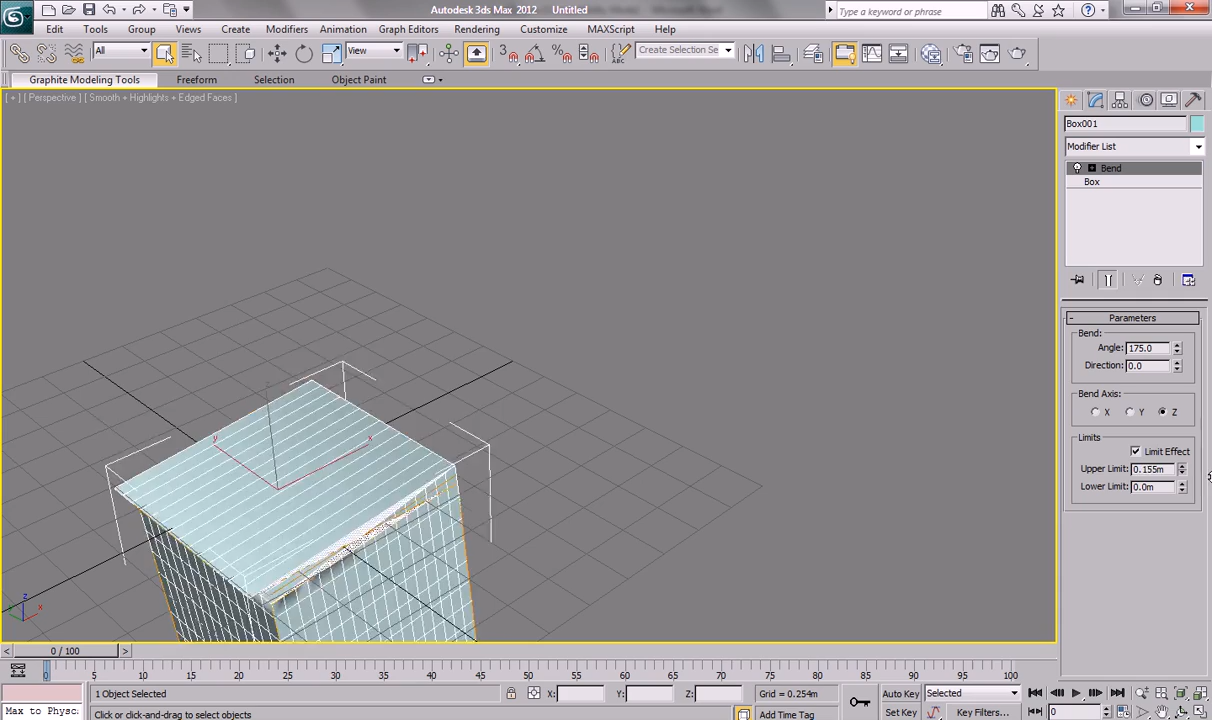 Autodesk 3ds Max 2012 Untitled
Type a keyword or phrase
Edit Tools Group Views Create Modifiers Animation Graph Editors Rendering Customize MAXScript Help
All View 3 % ABC Create Selection Se
Graphite Modeling Tools Freeform Selection Object Paint
[ + ] [ Perspective ] [ Smooth + Highlights + Edged Faces ]
Box001
Modifier List
Bend
Box
Parameters
Bend:
Angle: 175.0
Direction: 0.0
Bend Axis:
X Y Z
Limits
Limit Effect
Upper Limit: 0.155m
Lower Limit: 0.0m
y x
z
x
0 / 100
0 5 10 15 20 25 30 35 40 45 50 55 60 65 70 75 80 85 90 95 100
1 Object Selected X: Y: Z: Grid = 0.254m Auto Key Selected
Max to Physc Click or click-and-drag to select objects Add Time Tag Set Key Key Filters... 0